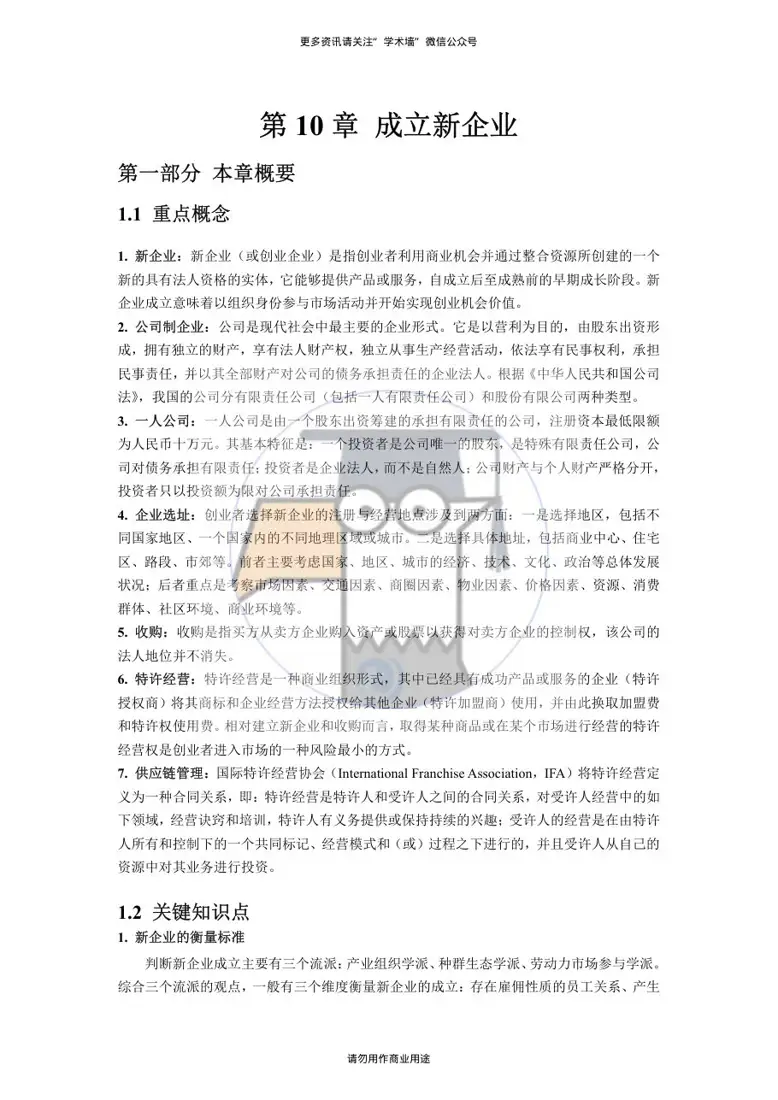 更多资讯请关注“学术墙”微信公众号
第 10 章 成立新企业
第一部分 本章概要
1.1 重点概念
1. 新企业：新企业（或创业企业）是指创业者利用商业机会并通过整合资源所创建的一个
新的具有法人资格的实体，它能够提供产品或服务，自成立后至成熟前的早期成长阶段。新
企业成立意味着以组织身份参与市场活动并开始实现创业机会价值。
2. 公司制企业：公司是现代社会中最主要的企业形式。它是以营利为目的，由股东出资形
成，拥有独立的财产，享有法人财产权，独立从事生产经营活动，依法享有民事权利，承担
民事责任，并以其全部财产对公司的债务承担责任的企业法人。根据《中华人民共和国公司
法》，我国的公司分有限责任公司（包括一人有限责任公司）和股份有限公司两种类型。
3. 一人公司：一人公司是由一个股东出资筹建的承担有限责任的公司，注册资本最低限额
为人民币十万元。其基本特征是：一个投资者是公司唯一的股东，是特殊有限责任公司，公
司对债务承担有限责任；投资者是企业法人，而不是自然人；公司财产与个人财产严格分开，
投资者只以投资额为限对公司承担责任。
4. 企业选址：创业者选择新企业的注册与经营地点涉及到两方面：一是选择地区，包括不
同国家地区、一个国家内的不同地理区域或城市。二是选择具体地址，包括商业中心、住宅
区、路段、市郊等。前者主要考虑国家、地区、城市的经济、技术、文化、政治等总体发展
状况；后者重点是考察市场因素、交通因素、商圈因素、物业因素、价格因素、资源、消费
群体、社区环境、商业环境等。
5. 收购：收购是指买方从卖方企业购入资产或股票以获得对卖方企业的控制权，该公司的
法人地位并不消失。
6. 特许经营：特许经营是一种商业组织形式，其中已经具有成功产品或服务的企业（特许
授权商）将其商标和企业经营方法授权给其他企业（特许加盟商）使用，并由此换取加盟费
和特许权使用费。相对建立新企业和收购而言，取得某种商品或在某个市场进行经营的特许
经营权是创业者进入市场的一种风险最小的方式。
7. 供应链管理：国际特许经营协会（International Franchise Association，IFA）将特许经营定
义为一种合同关系，即：特许经营是特许人和受许人之间的合同关系，对受许人经营中的如
下领域，经营诀窍和培训，特许人有义务提供或保持持续的兴趣；受许人的经营是在由特许
人所有和控制下的一个共同标记、经营模式和（或）过程之下进行的，并且受许人从自己的
资源中对其业务进行投资。
1.2 关键知识点
1. 新企业的衡量标准
判断新企业成立主要有三个流派：产业组织学派、种群生态学派、劳动力市场参与学派。
综合三个流派的观点，一般有三个维度衡量新企业的成立：存在雇佣性质的员工关系、产生
请勿用作商业用途